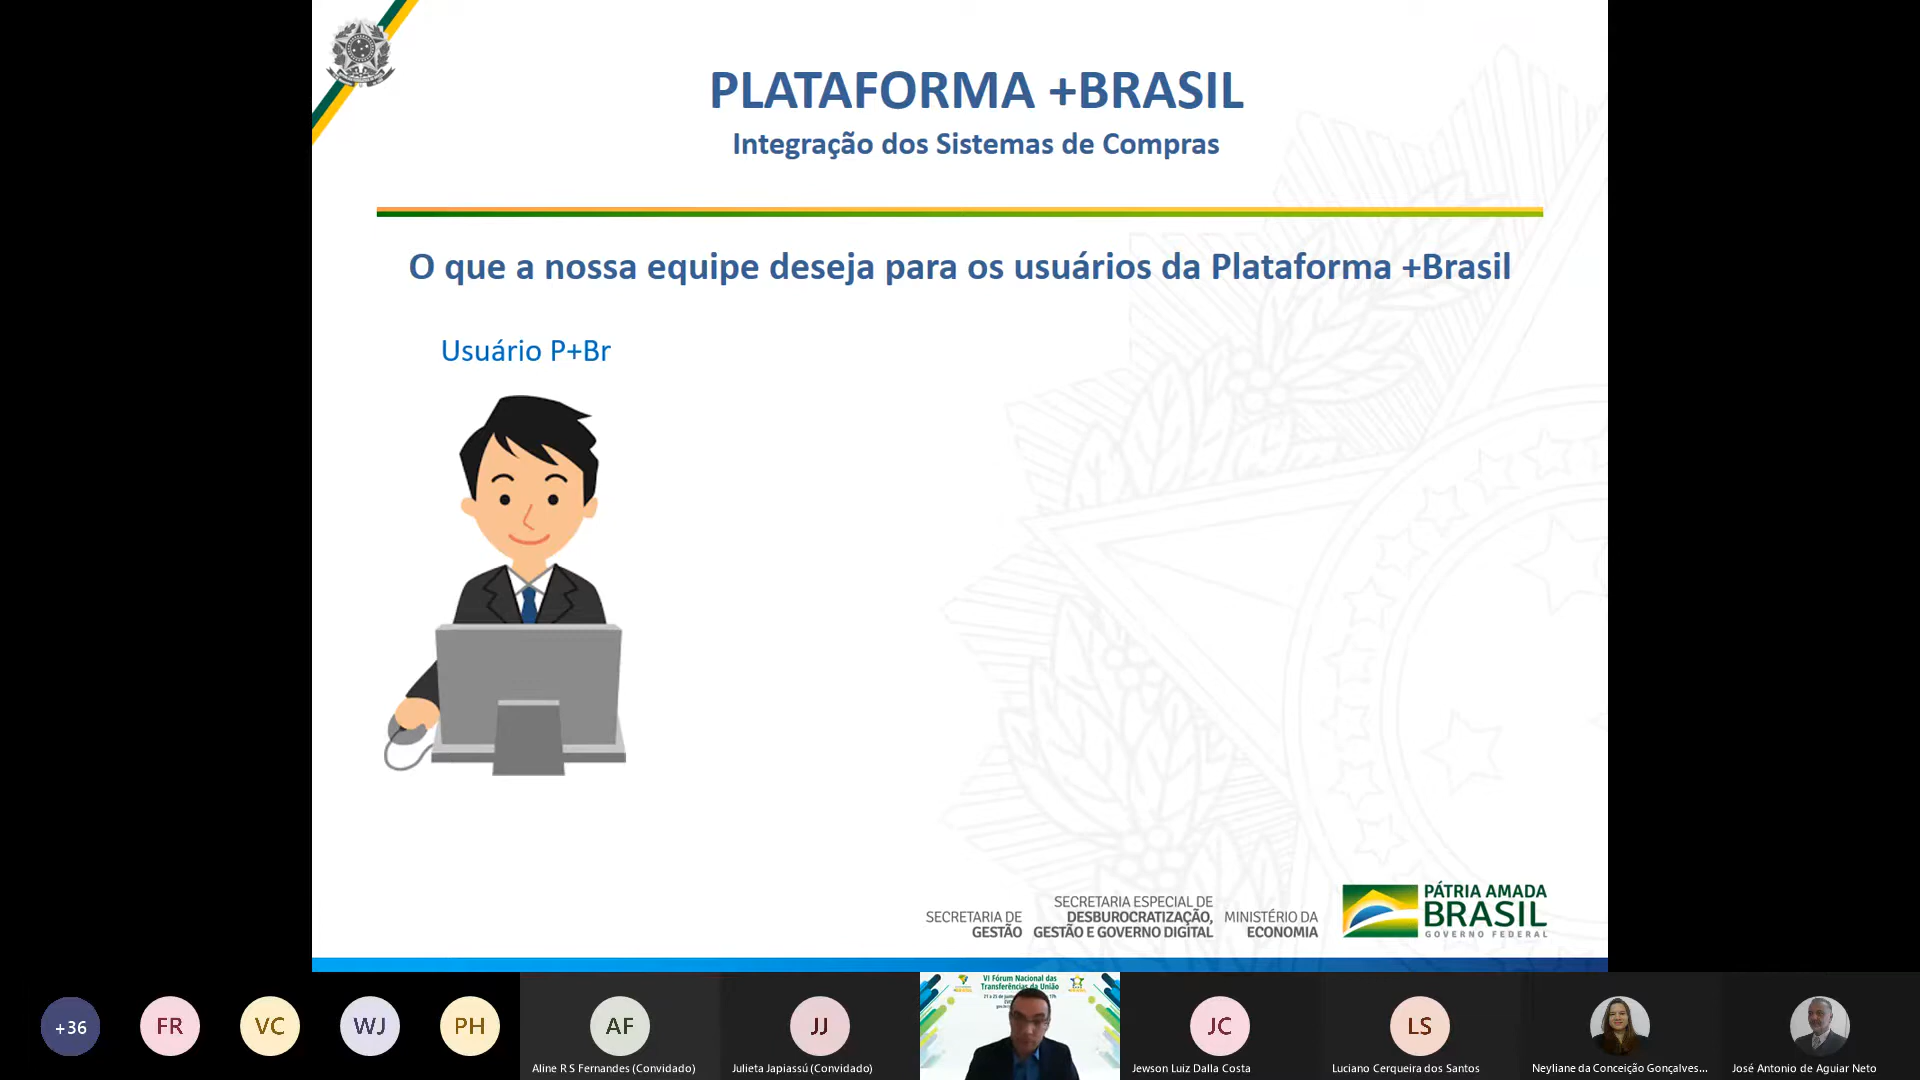 PLATAFORMA +BRASIL
Integração dos Sistemas de Compras
O que a nossa equipe deseja para os usuários da Plataforma +Brasil
Usuário P+Br
SECRETARIA DE
GESTÃO
SECRETARIA ESPECIAL DE
DESBUROCRATIZAÇÃO,
GESTÃO E GOVERNO DIGITAL
MINISTÉRIO DA
ECONOMIA
PÁTRIA AMADA
BRASIL
GOVERNO FEDERAL
+36
FR
VC
WJ
PH
AF
Aline R S Fernandes (Convidado)
JJ
Julieta Japiassú (Convidado)
VI Fórum Nacional das
Transferências da União
JC
Jewson Luiz Dalla Costa
LS
Luciano Cerqueira dos Santos
Neyliane da Conceição Gonçalves...
José Antonio de Aguiar Neto